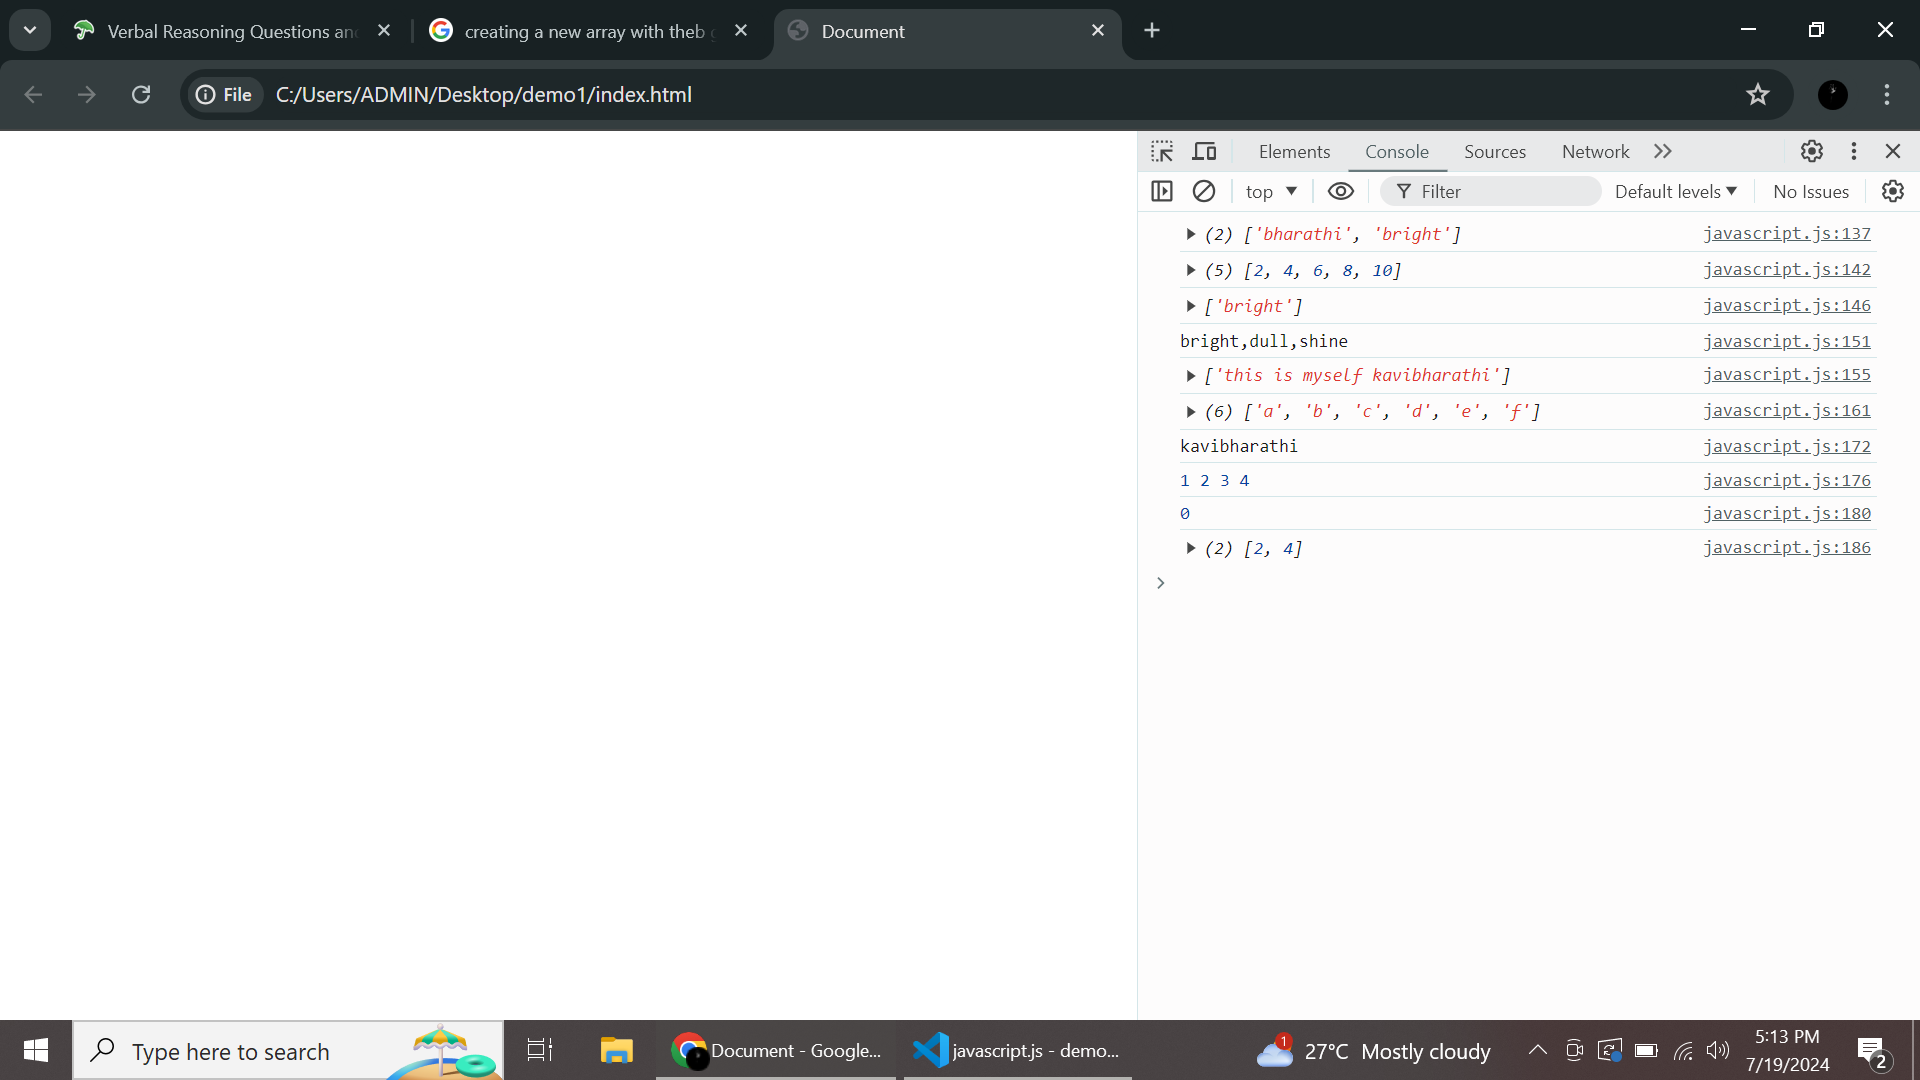 Verbal Reasoning Questions an
creating a new array with theb
Document
File
C:/Users/ADMIN/Desktop/demo1/index.html
Elements Console Sources Network
top Filter Default levels No Issues
(2) ['bharathi', 'bright'] javascript.js:137
(5) [2, 4, 6, 8, 10] javascript.js:142
['bright'] javascript.js:146
bright,dull,shine javascript.js:151
['this is myself kavibharathi'] javascript.js:155
(6) ['a', 'b', 'c', 'd', 'e', 'f'] javascript.js:161
kavibharathi javascript.js:172
1 2 3 4 javascript.js:176
0 javascript.js:180
(2) [2, 4] javascript.js:186
Type here to search
Document - Google...
javascript.js - demo...
1
27°C Mostly cloudy
5:13 PM
7/19/2024
2